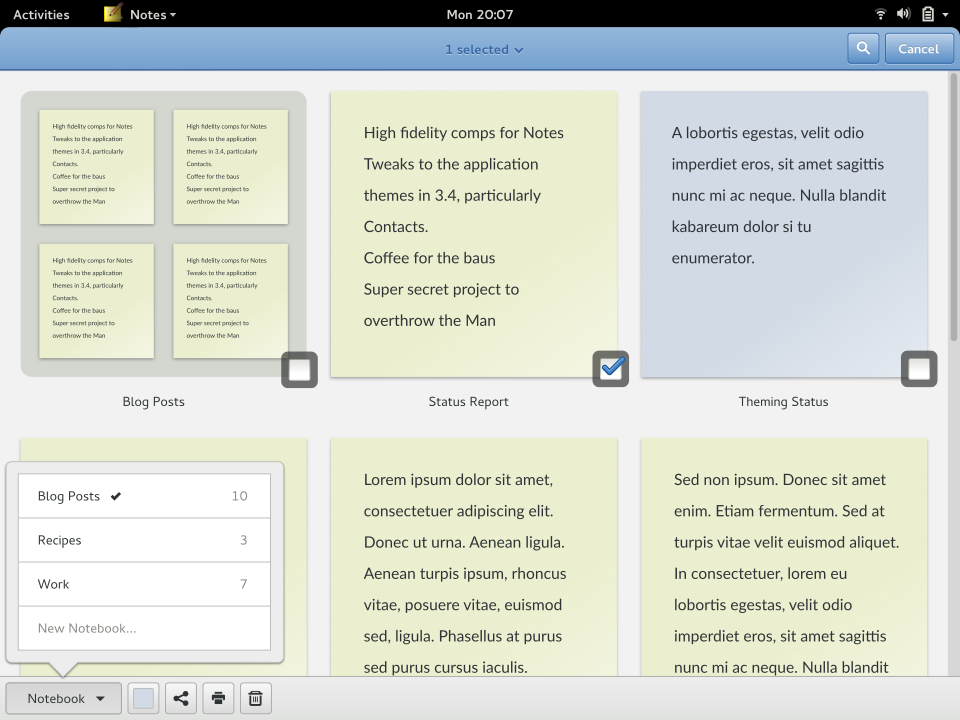 Activities
Notes
Mon 20:07
1 selected
Cancel
High fidelity comps for Notes
Tweaks to the application
themes in 3.4, particularly
Contacts.
Coffee for the baus
Super secret project to
overthrow the Man
High fidelity comps for Notes
Tweaks to the application
themes in 3.4, particularly
Contacts.
Coffee for the baus
Super secret project to
overthrow the Man
High fidelity comps for Notes
Tweaks to the application
themes in 3.4, particularly
Contacts.
Coffee for the baus
Super secret project to
overthrow the Man
High fidelity comps for Notes
Tweaks to the application
themes in 3.4, particularly
Contacts.
Coffee for the baus
Super secret project to
overthrow the Man
Blog Posts
High fidelity comps for Notes
Tweaks to the application
themes in 3.4, particularly
Contacts.
Coffee for the baus
Super secret project to
overthrow the Man
Status Report
A lobortis egestas, velit odio
imperdiet eros, sit amet sagittis
nunc mi ac neque. Nulla blandit
kabareum dolor si tu
enumerator.
Theming Status
Blog Posts 10
Recipes 3
Work 7
New Notebook...
Lorem ipsum dolor sit amet,
consectetuer adipiscing elit.
Donec ut urna. Aenean ligula.
Aenean turpis ipsum, rhoncus
vitae, posuere vitae, euismod
sed, ligula. Phasellus at purus
sed purus cursus iaculis.
Sed non ipsum. Donec sit amet
enim. Etiam fermentum. Sed at
turpis vitae velit euismod aliquet.
In consectetuer, lorem eu
lobortis egestas, velit odio
imperdiet eros, sit amet sagittis
nunc mi ac neque. Nulla blandit
Notebook